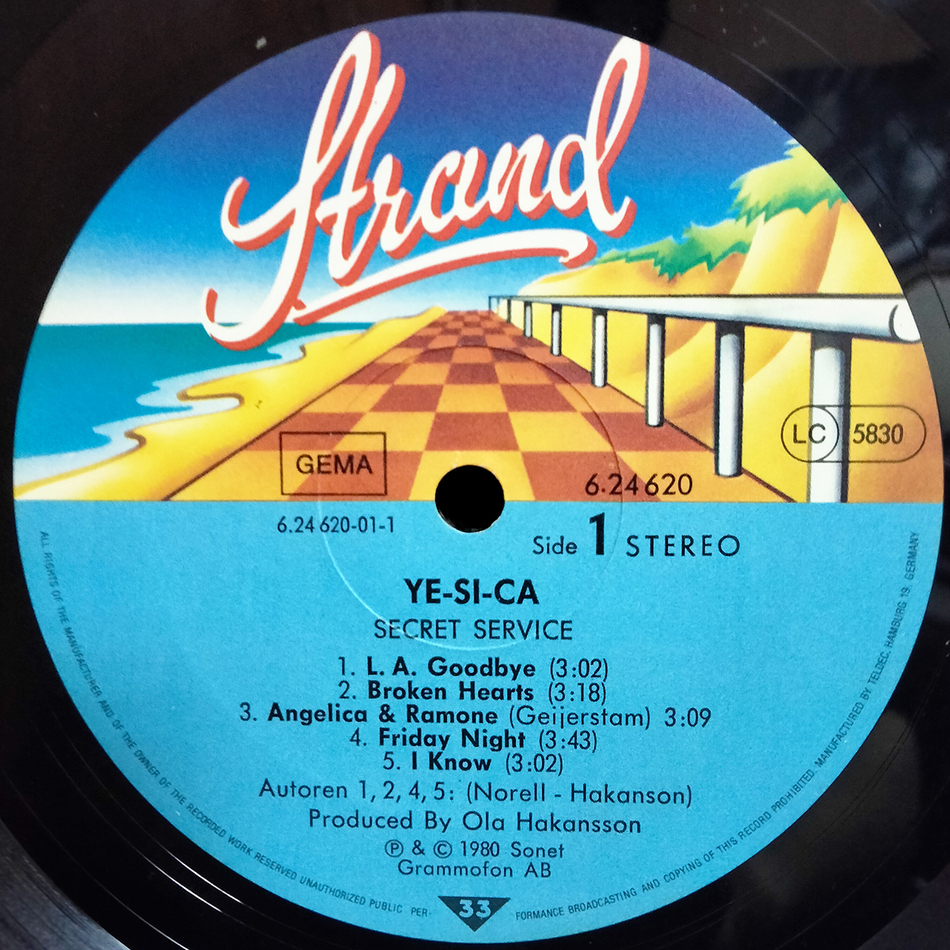 Strand
LC 5830
GEMA
6.24 620
6.24 620-01-1
Side 1 STEREO
YE-SI-CA
SECRET SERVICE
1. L. A. Goodbye (3:02)
2. Broken Hearts (3:18)
3. Angelica & Ramone (Geijerstam) 3:09
4. Friday Night (3:43)
5. I Know (3:02)
Autoren 1, 2, 4, 5: (Norell - Hakanson)
Produced By Ola Hakansson
Ⓟ & © 1980 Sonet
Grammofon AB
33
ALL RIGHTS OF THE MANUFACTURER AND OF THE OWNER OF THE RECORDED WORK RESERVED UNAUTHORIZED PUBLIC PER- FORMANCE BROADCASTING AND COPYING OF THIS RECORD PROHIBITED. MANUFACTURED BY TELDEC, HAMBURG 19. GERMANY